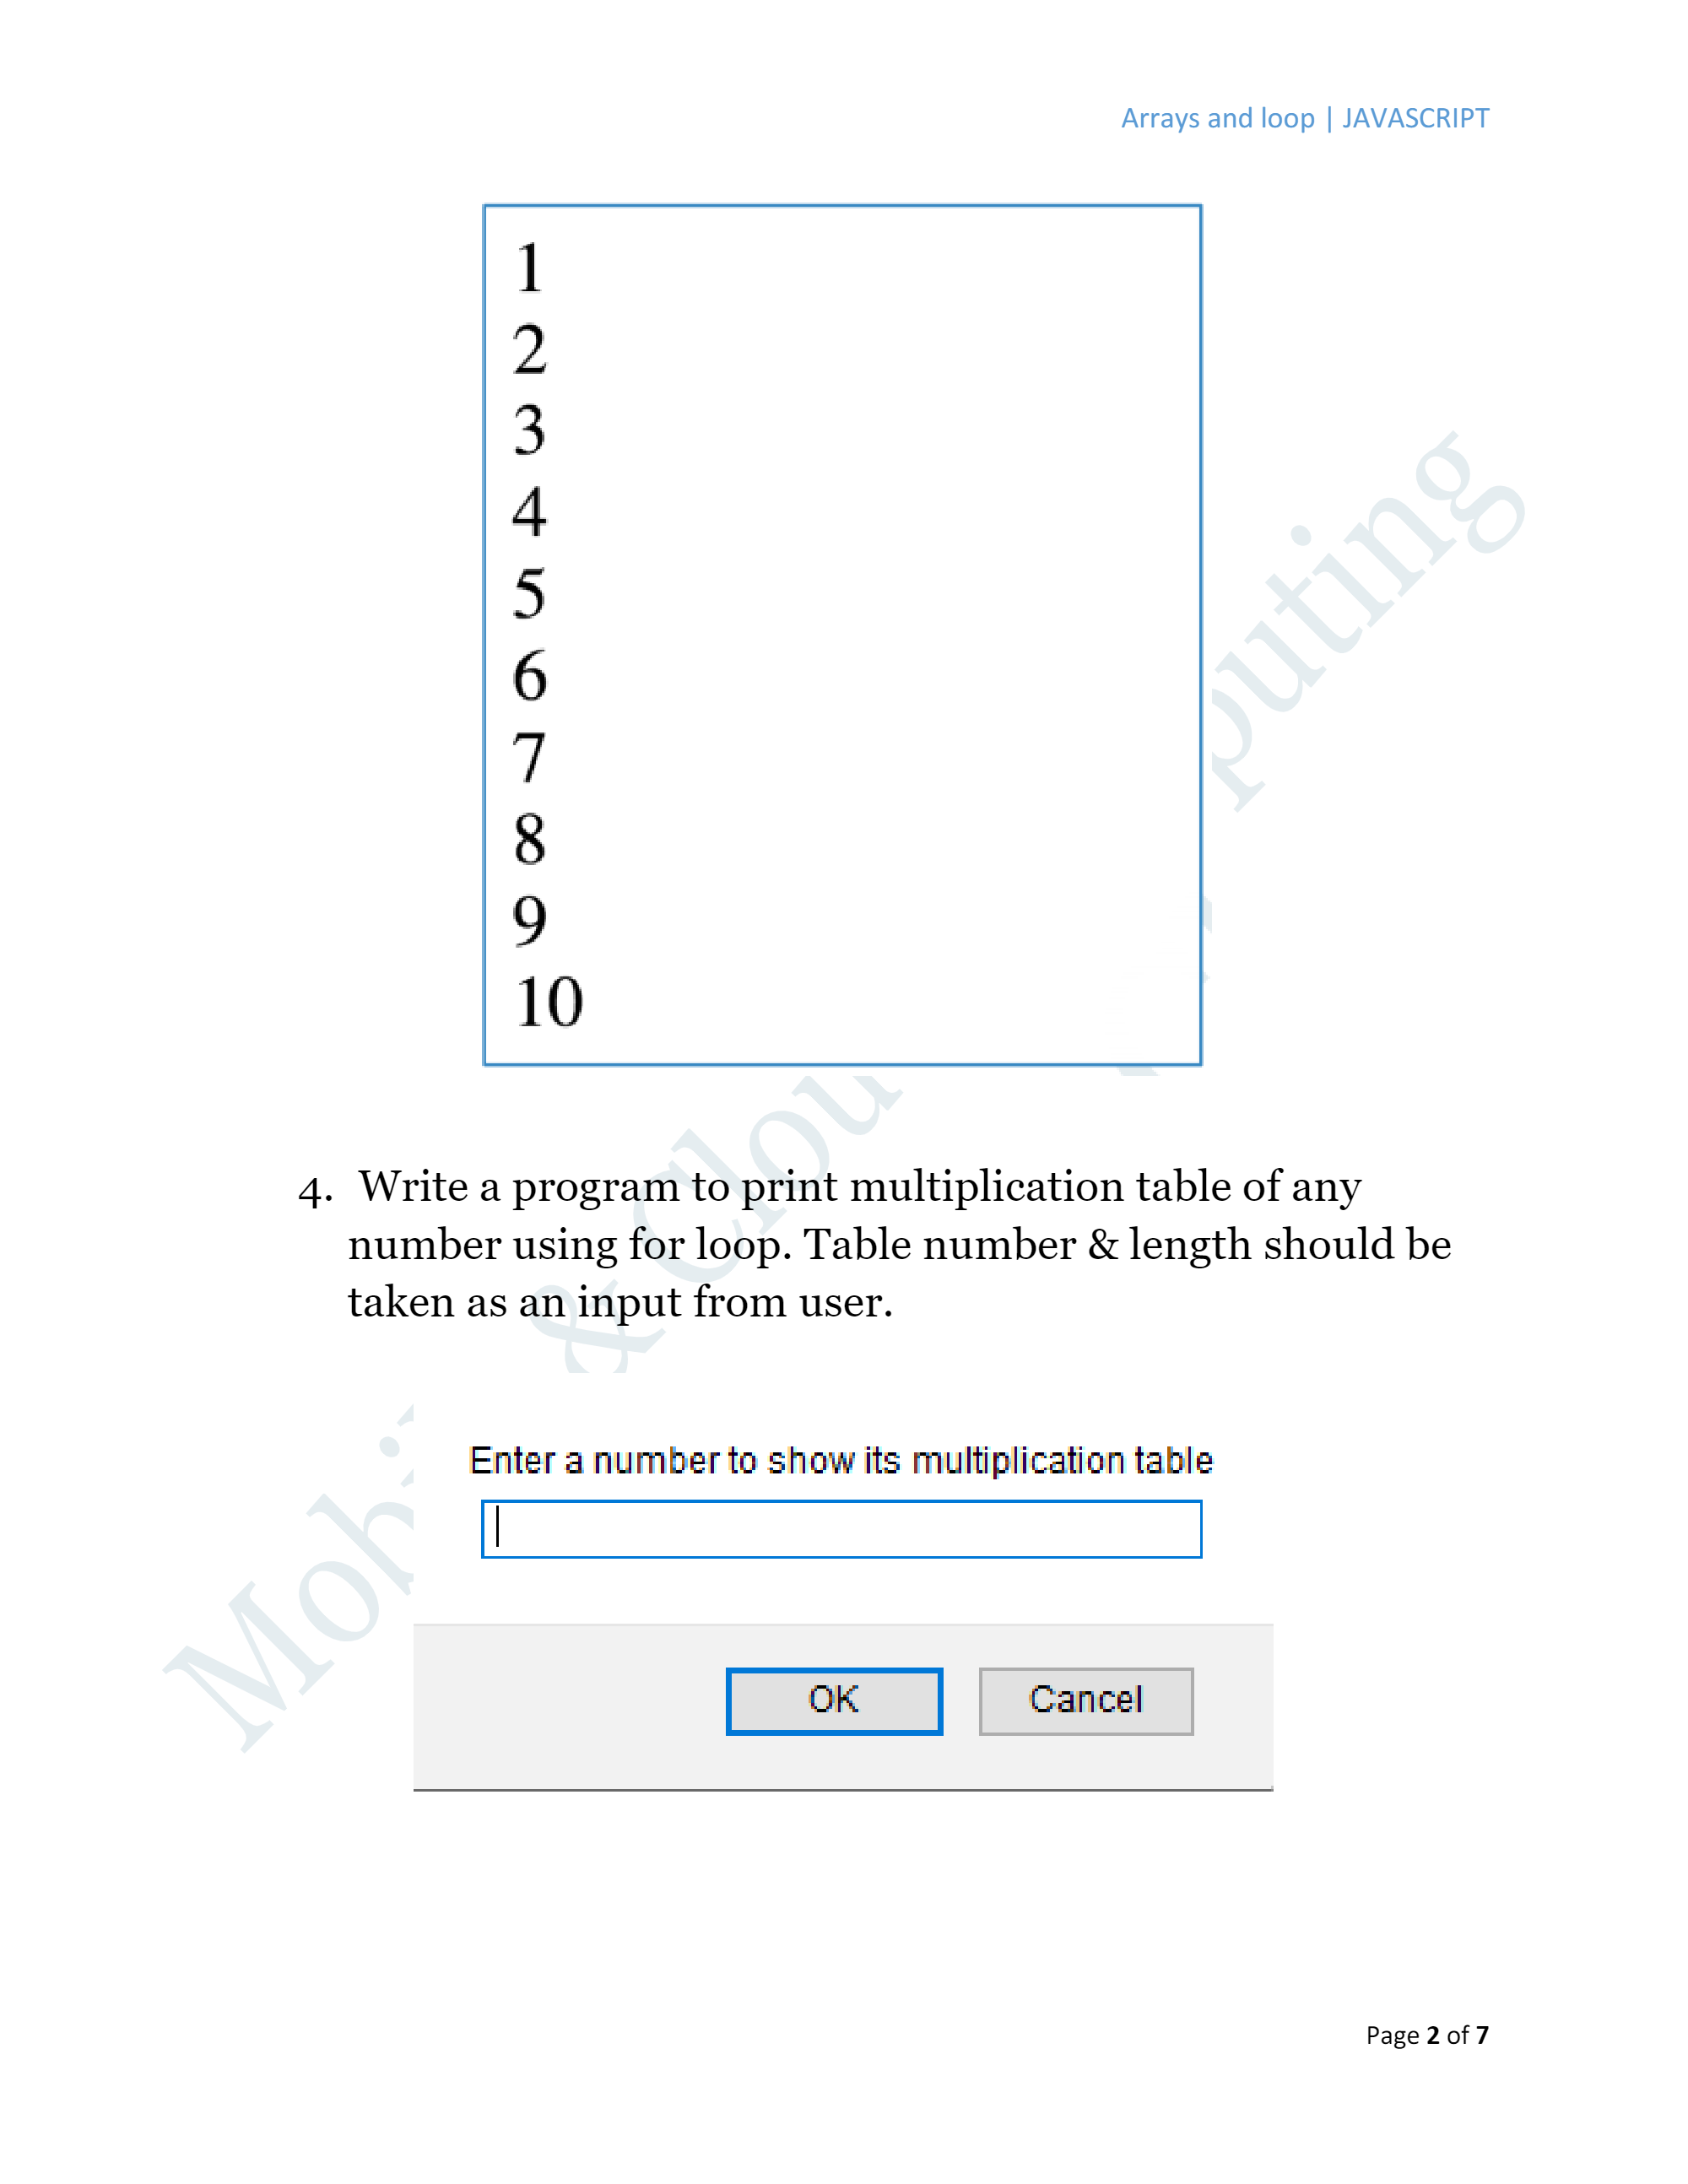 Arrays and loop | JAVASCRIPT
1
2
3
4
5
6
7
8
9
10
4. Write a program to print multiplication table of any
number using for loop. Table number & length should be
taken as an input from user.
Enter a number to show its multiplication table
OK Cancel
Page 2 of 7